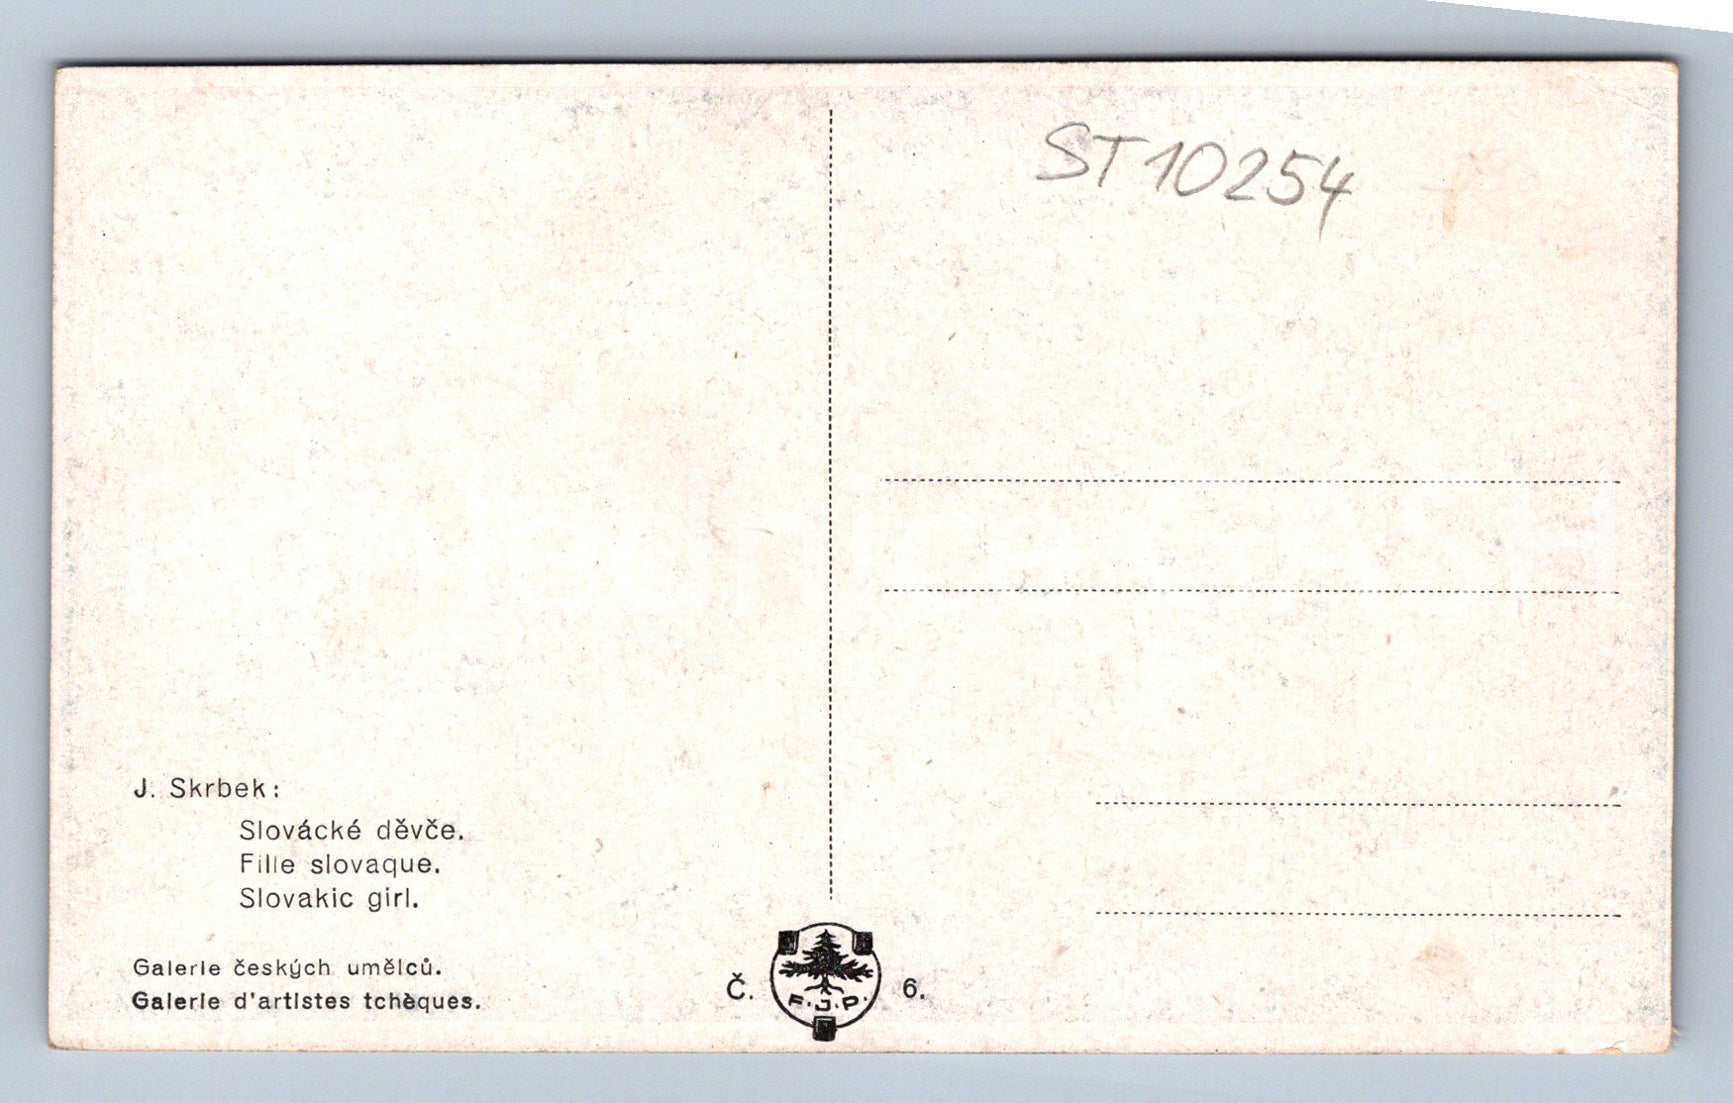 ST10254
J. Skrbek:
Slovácké děvče.
Fille slovaque.
Slovakic girl.
Galerie českých umělců.
Galerie d'artistes tchèques.
Č. F.J.P. 6.